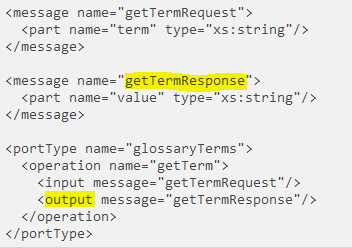 <message name="getTermRequest">
  <part name="term" type="xs:string"/>
</message>

<message name="getTermResponse">
  <part name="value" type="xs:string"/>
</message>

<portType name="glossaryTerms">
  <operation name="getTerm">
    <input message="getTermRequest"/>
    <output message="getTermResponse"/>
  </operation>
</portType>